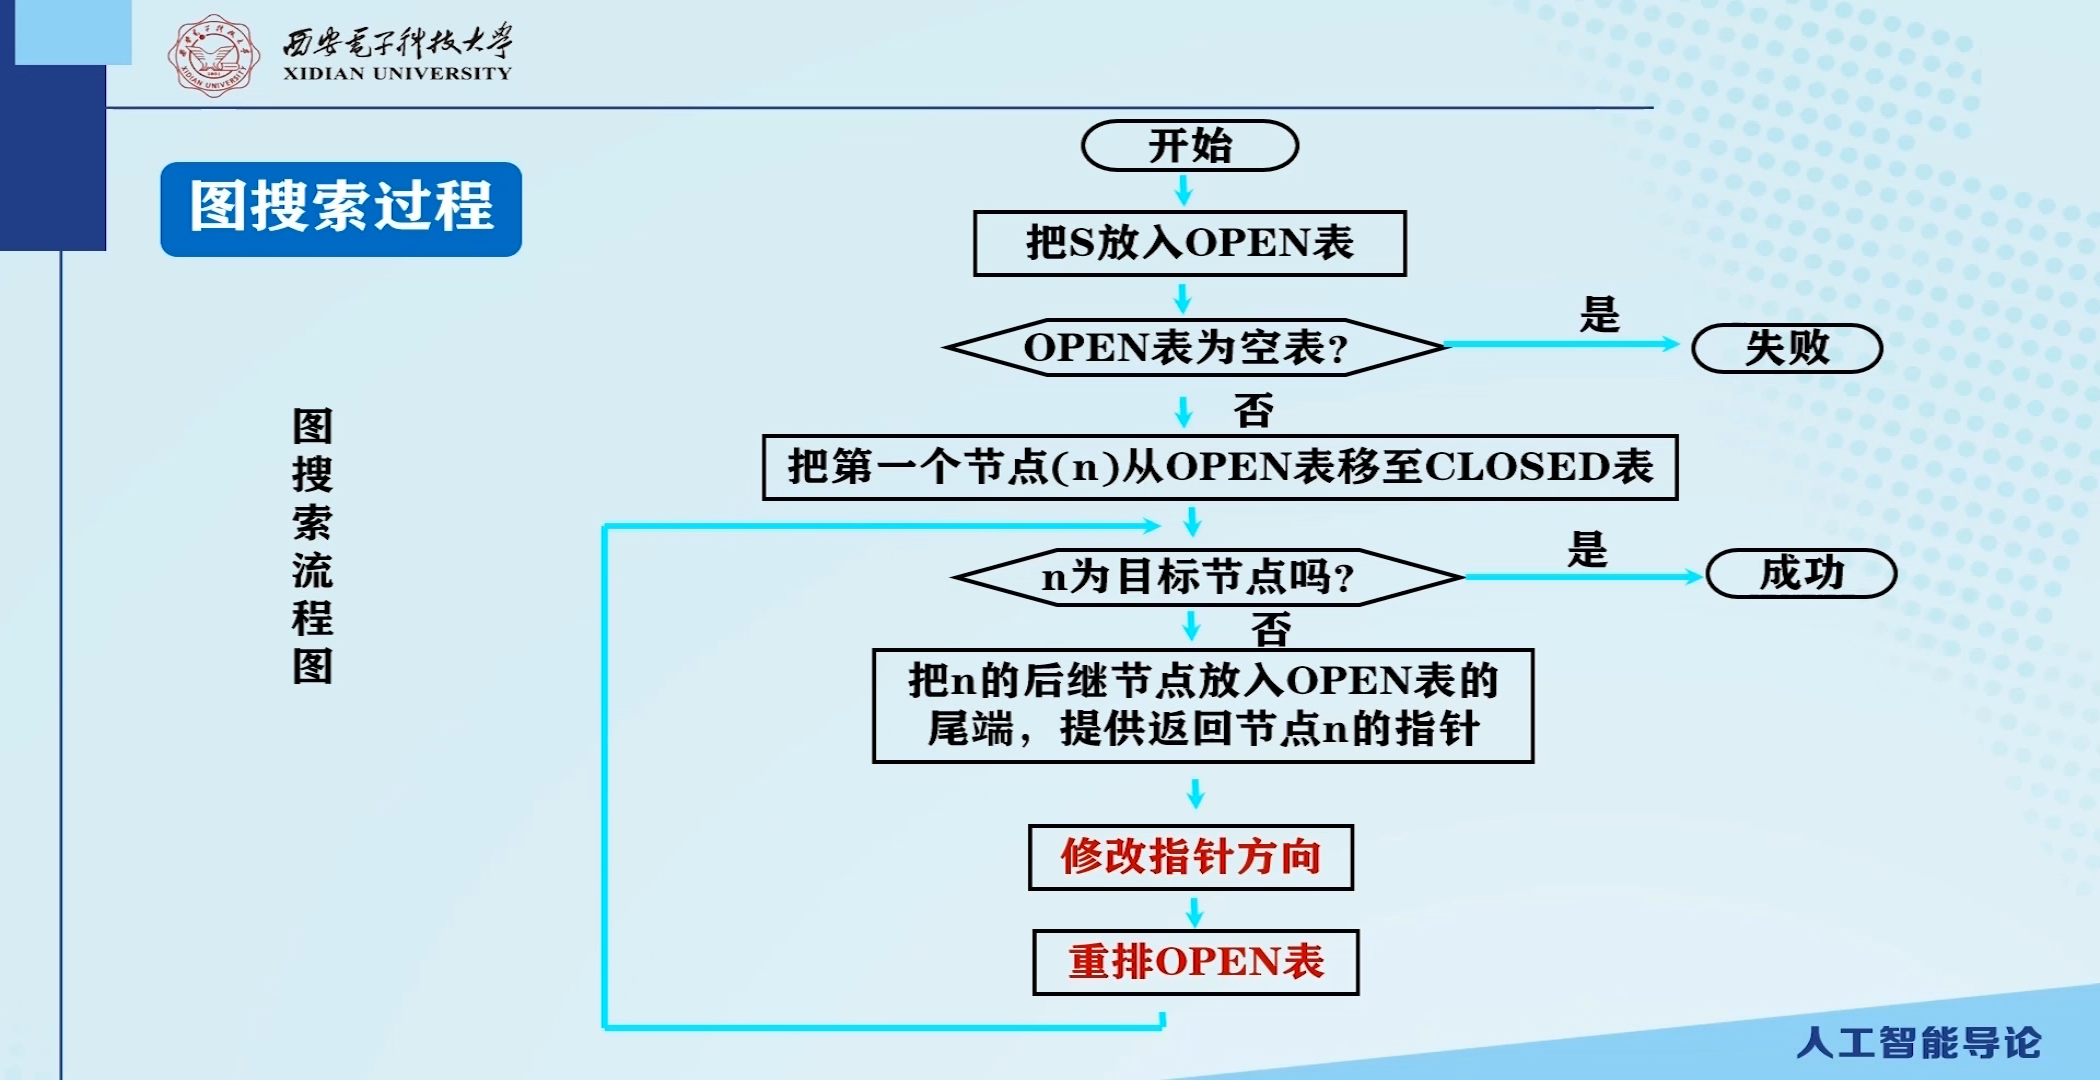 西安电子科技大学
XIDIAN UNIVERSITY
图搜索过程
图搜索流程图
开始
把S放入OPEN表
OPEN表为空表?
是
失败
否
把第一个节点(n)从OPEN表移至CLOSED表
n为目标节点吗?
是
成功
否
把n的后继节点放入OPEN表的
尾端，提供返回节点n的指针
修改指针方向
重排OPEN表
人工智能导论